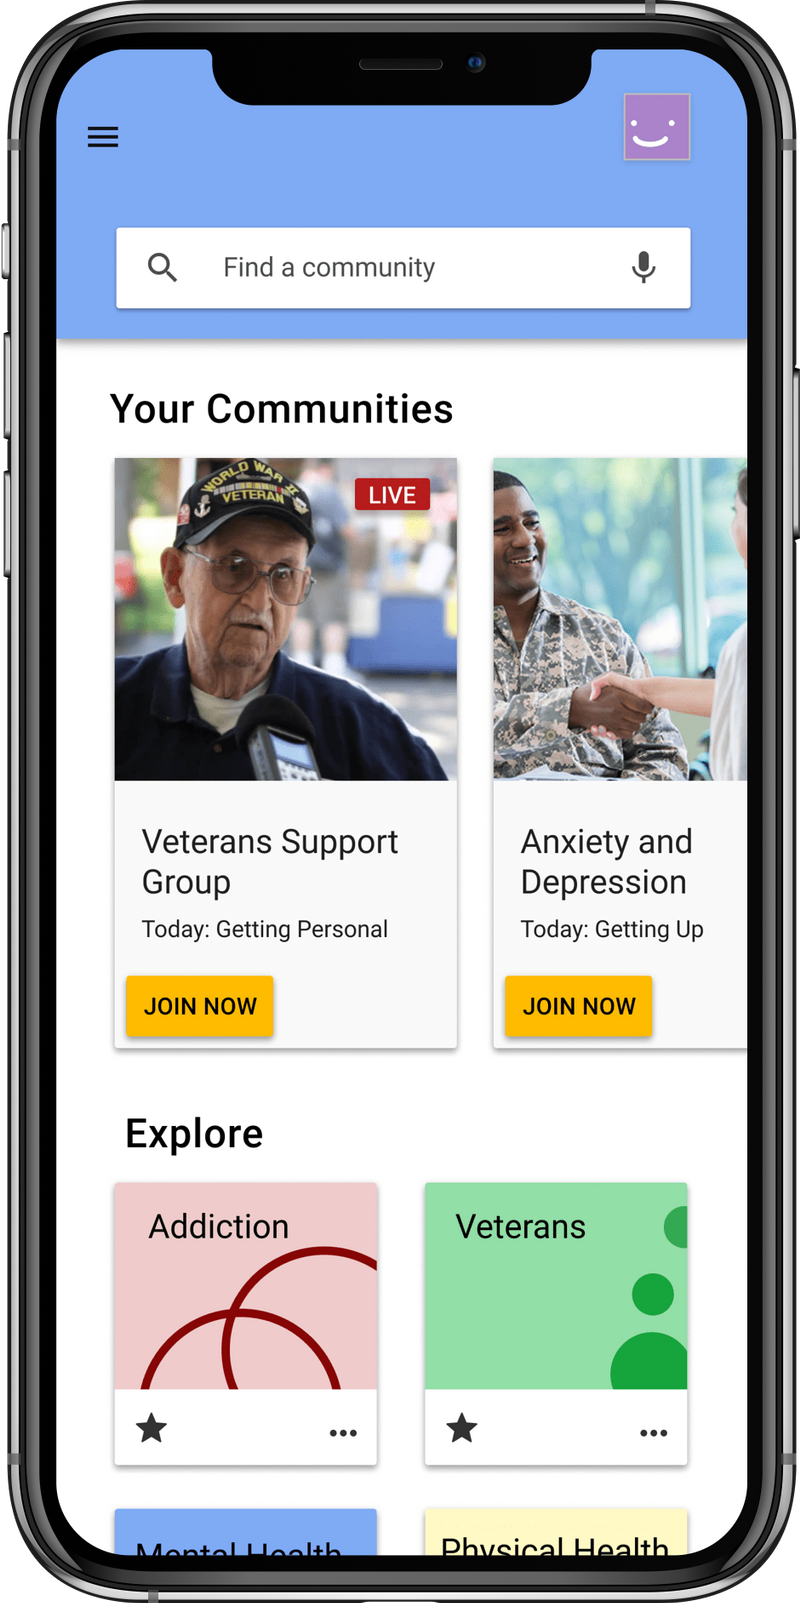 Find a community
Your Communities
WORLD WAR II
VETERAN
LIVE
Veterans Support
Group
Today: Getting Personal
JOIN NOW
Anxiety and
Depression
Today: Getting Up
JOIN NOW
Explore
Addiction
Veterans
Mental Health
Physical Health